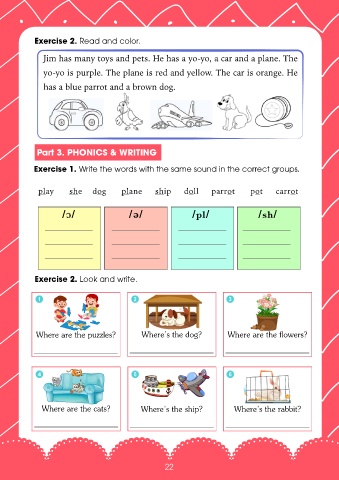 Exercise 2. Read and color.
Jim has many toys and pets. He has a yo-yo, a car and a plane. The
yo-yo is purple. The plane is red and yellow. The car is orange. He
has a blue parrot and a brown dog.
Part 3. PHONICS & WRITING
Exercise 1. Write the words with the same sound in the correct groups.
play she dog plane ship doll parrot pot carrot
/ɔ/ /ə/ /pl/ /sh/
Exercise 2. Look and write.
1 2 3
Where are the puzzles? Where's the dog? Where are the flowers?
4 5 6
Where are the cats? Where's the ship? Where's the rabbit?
22